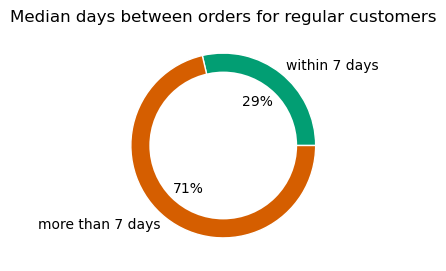 Median days between orders for regular customers
within 7 days
29%
71%
more than 7 days